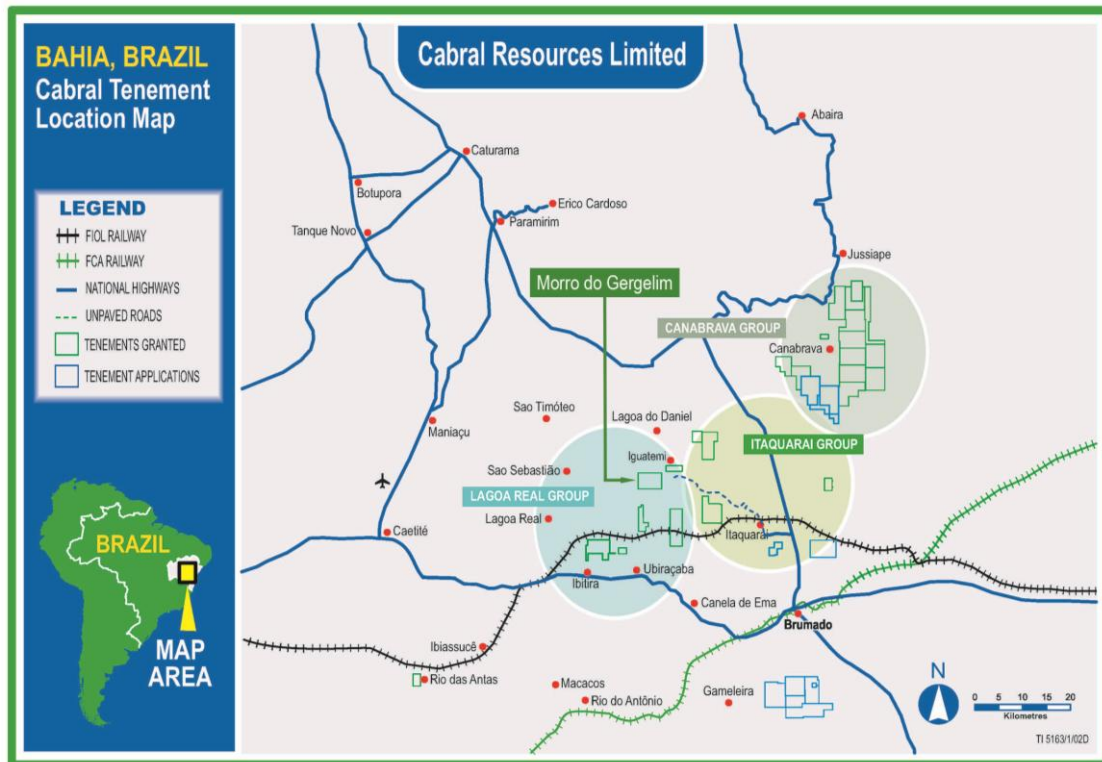 BAHIA, BRAZIL
Cabral Tenement
Location Map
LEGEND
FIOL RAILWAY
FCA RAILWAY
NATIONAL HIGHWAYS
UNPAVED ROADS
TENEMENTS GRANTED
TENEMENT APPLICATIONS
BRAZIL
MAP
AREA
Cabral Resources Limited
Abaira
Caturama
Botupora
Erico Cardoso
Paramirim
Tanque Novo
Jussiape
Morro do Gergelim
CANABRAVA GROUP
Canabrava
Sao Timóteo
Lagoa do Daniel
Maniaçu
ITAQUARAI GROUP
Iguatemi
Sao Sebastião
LAGOA REAL GROUP
Lagoa Real
Caetité
Itaquarai
Ibitira
Ubiraçaba
Canela de Ema
Brumado
Ibiassucê
Rio das Antas
Macacos
Rio do Antônio
Gameleira
N
0 5 10 15 20
Kilometres
TI 5163/1/02D